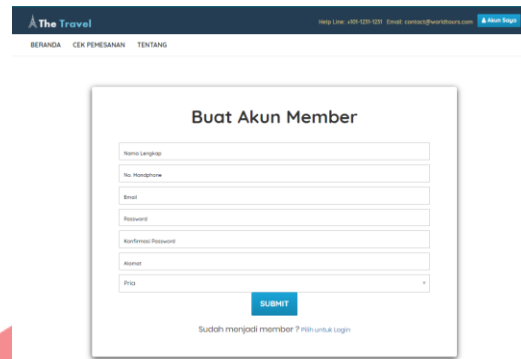 The Travel
Help Line: +101-1231-1231 Email: contact@worldtours.com Akun Saya
BERANDA CEK PEMESANAN TENTANG
Buat Akun Member
Nama Lengkap
No. Handphone
Email
Password
Konfirmasi Password
Alamat
Pria
SUBMIT
Sudah menjadi member ? Pilih untuk Login